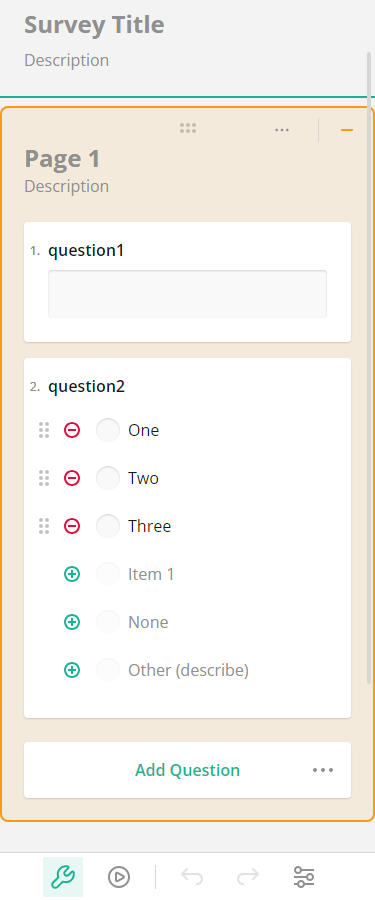 Survey Title
Description
Page 1
Description
1. question1
2. question2
One
Two
Three
Item 1
None
Other (describe)
Add Question